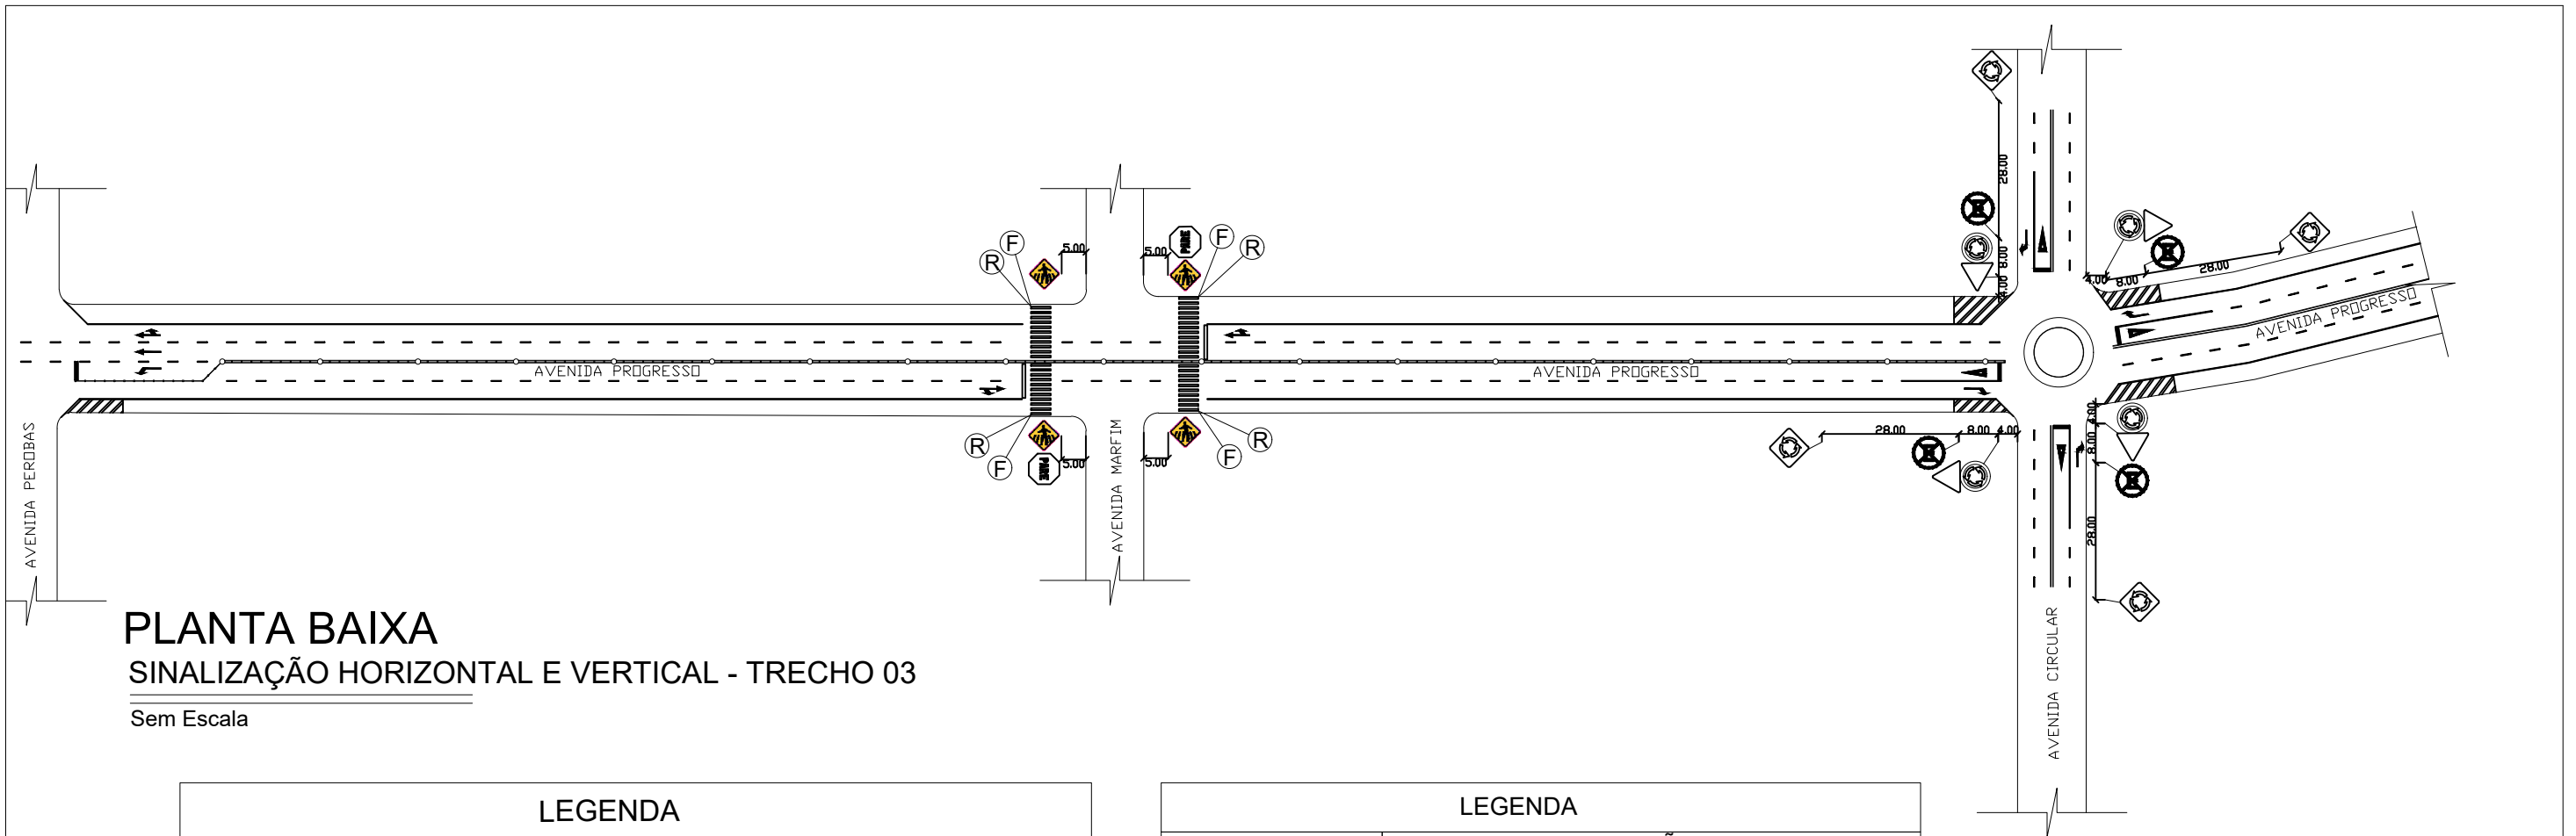 28.00
8.00
4.00
F
R
5.00
5.00
PARE
F
R
4.00
8.00
28.00
AVENIDA PROGRESSO
AVENIDA PROGRESSO
AVENIDA PROGRESSO
R
F
5.00
PARE
5.00
F
R
28.00
8.00
4.00
4.00
8.00
28.00
AVENIDA PEROBAS
AVENIDA MARFIM
AVENIDA CIRCULAR
PLANTA BAIXA
SINALIZAÇÃO HORIZONTAL E VERTICAL - TRECHO 03
Sem Escala
LEGENDA
LEGENDA